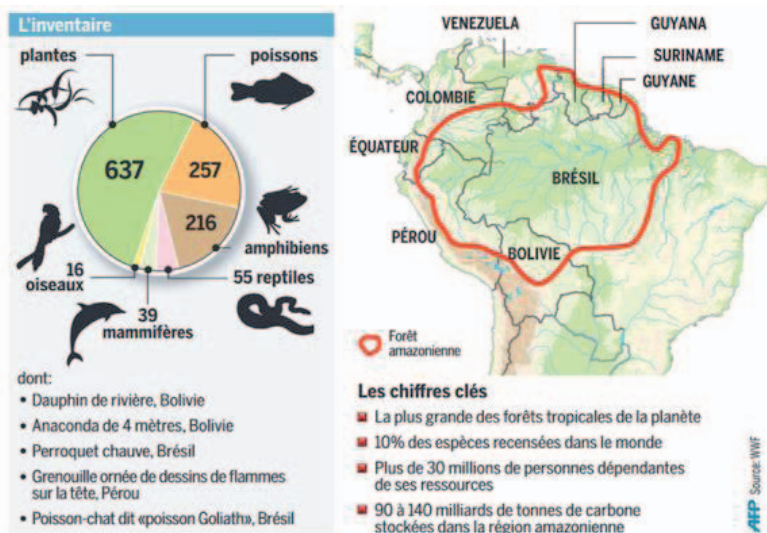 L'inventaire
plantes
poissons
637
257
216
amphibiens
16
oiseaux
39
mammifères
55 reptiles
dont:
• Dauphin de rivière, Bolivie
• Anaconda de 4 mètres, Bolivie
• Perroquet chauve, Brésil
• Grenouille ornée de dessins de flammes
sur la tête, Pérou
• Poisson-chat dit «poisson Goliath», Brésil
VENEZUELA
GUYANA
SURINAME
GUYANE
COLOMBIE
ÉQUATEUR
BRÉSIL
PÉROU
BOLIVIE
Forêt
amazonienne
Les chiffres clés
La plus grande des forêts tropicales de la planète
10% des espèces recensées dans le monde
Plus de 30 millions de personnes dépendantes
de ses ressources
90 à 140 milliards de tonnes de carbone
stockées dans la région amazonienne
AFP Source: WWF